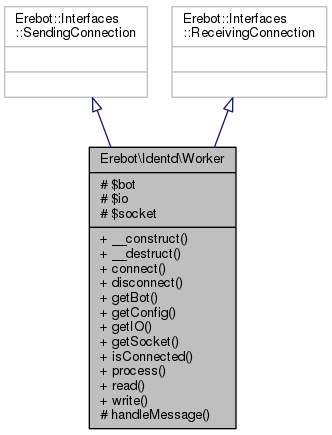 Erebot::Interfaces
::SendingConnection
Erebot::Interfaces
::ReceivingConnection
Erebot\Identd\Worker
# $bot
# $io
# $socket
+ __construct()
+ __destruct()
+ connect()
+ disconnect()
+ getBot()
+ getConfig()
+ getIO()
+ getSocket()
+ isConnected()
+ process()
+ read()
+ write()
# handleMessage()